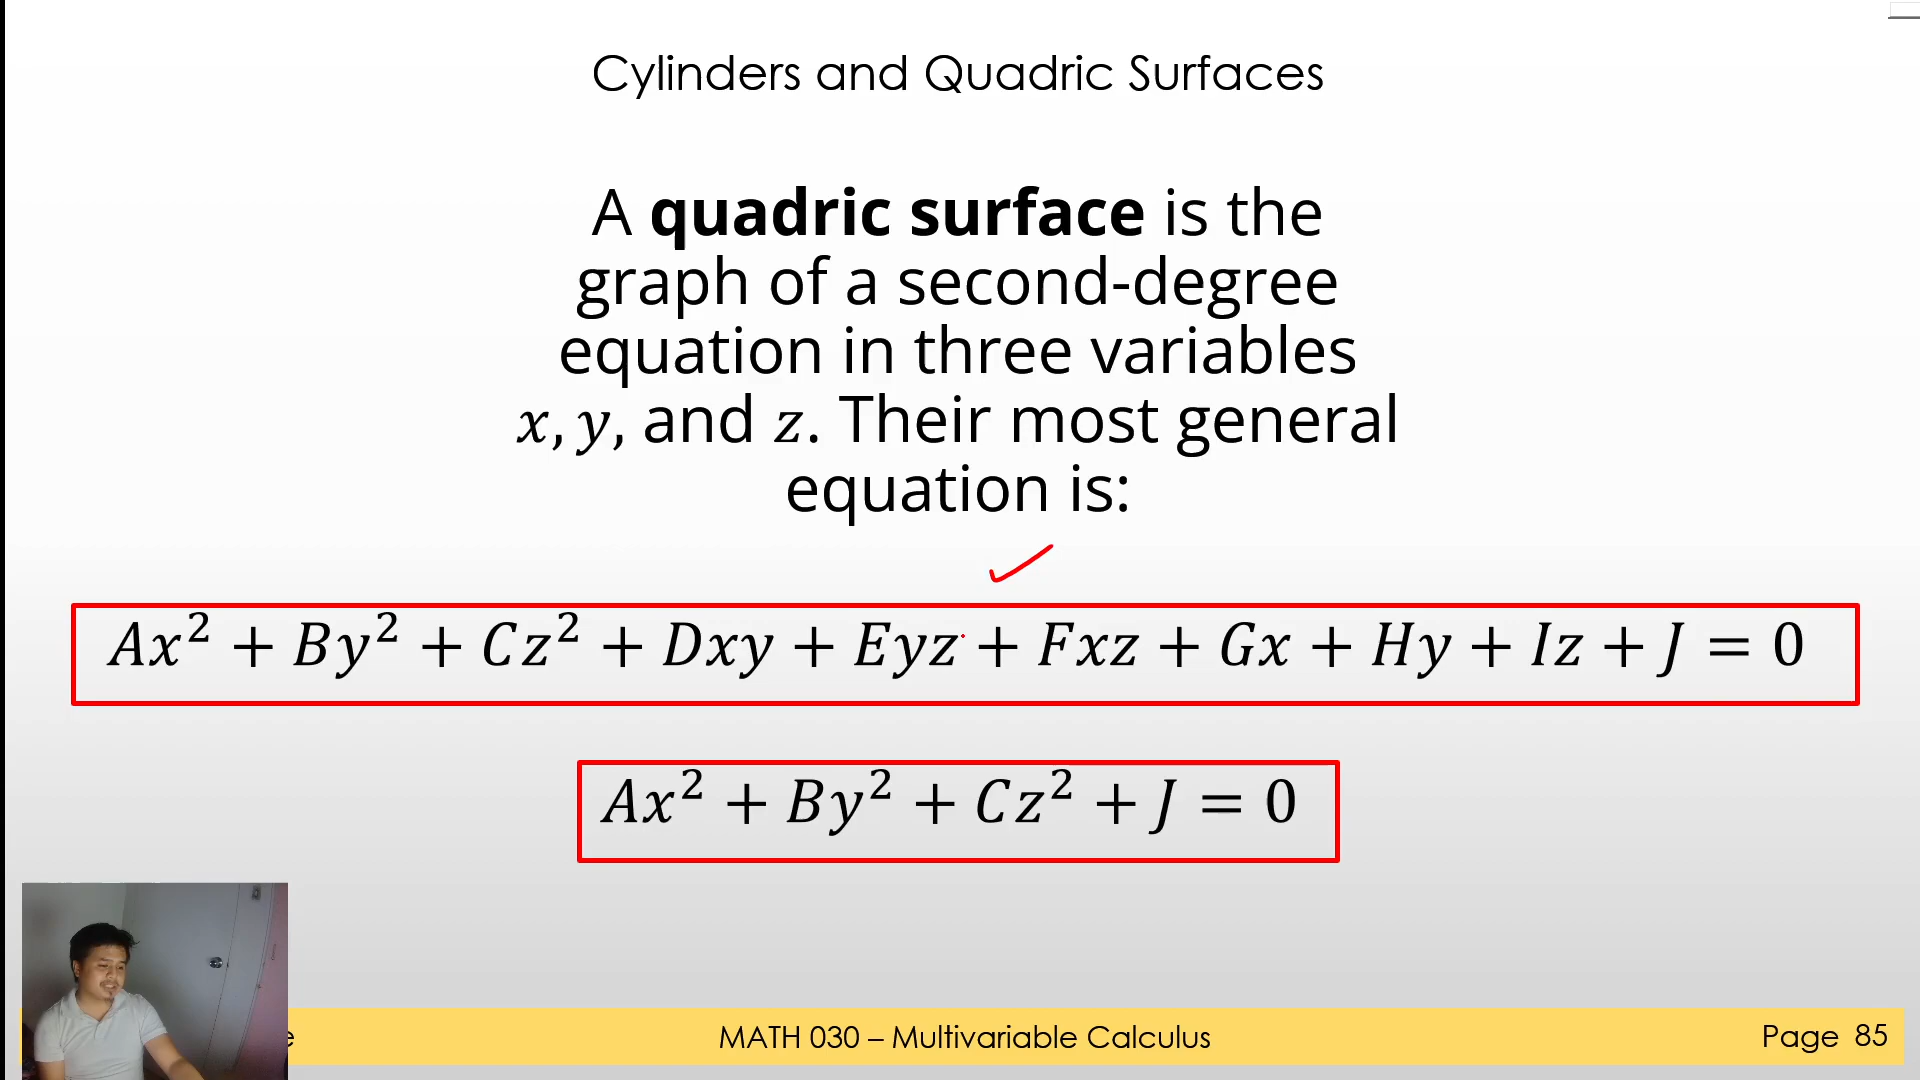 Cylinders and Quadric Surfaces
A quadric surface is the
graph of a second-degree
equation in three variables
x, y, and z. Their most general
equation is:
Ax² + By² + Cz² + Dxy + Eyz + Fxz + Gx + Hy + Iz + J = 0
Ax² + By² + Cz² + J = 0
MATH 030 – Multivariable Calculus
Page 85